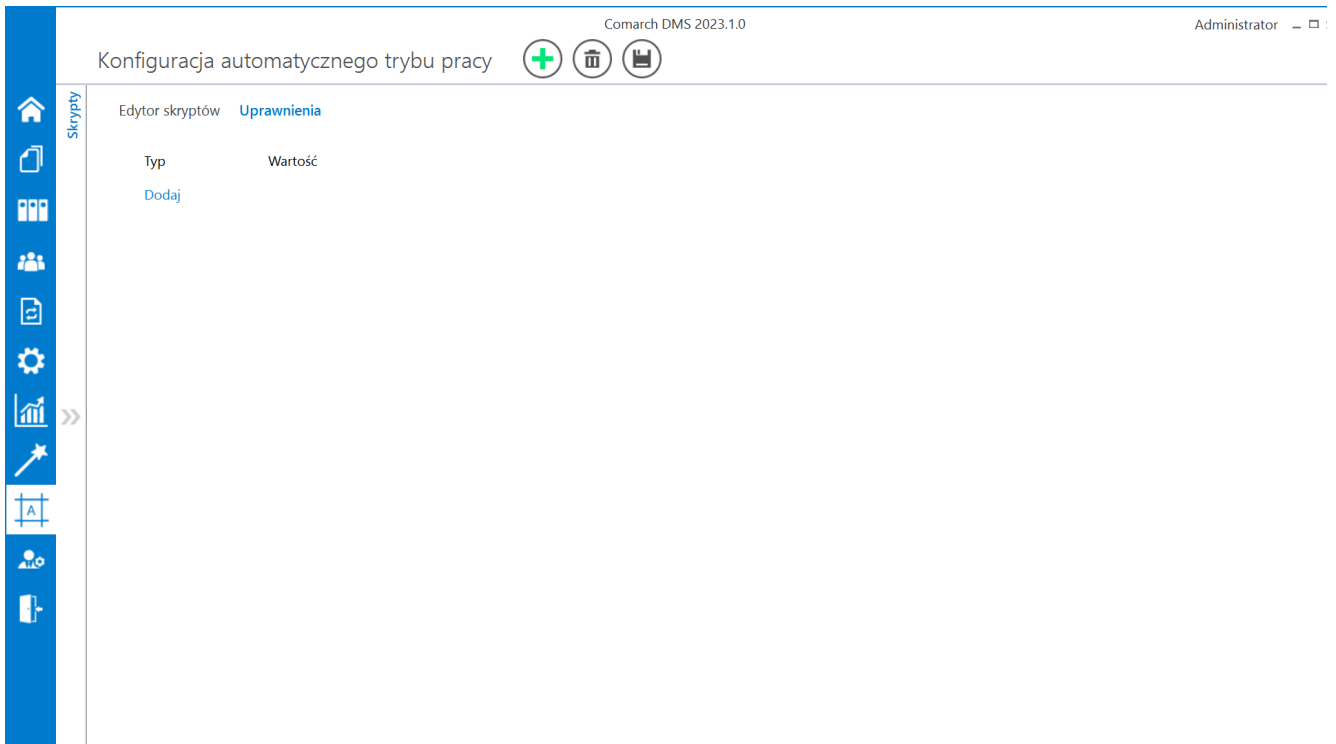 Comarch DMS 2023.1.0
Administrator
Konfiguracja automatycznego trybu pracy
Skrypty
Edytor skryptów Uprawnienia
Typ Wartość
Dodaj
A